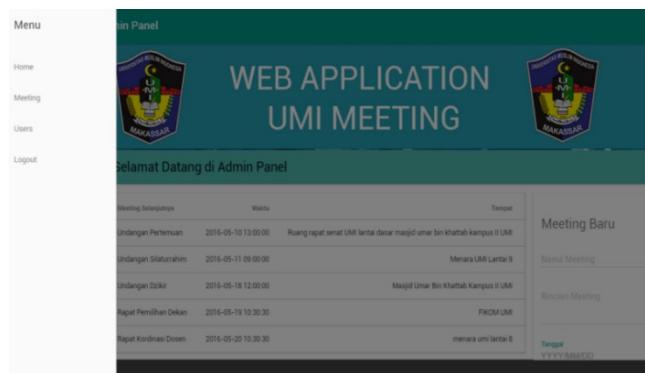 Menu
Home
Meeting
Users
Logout
min Panel
WEB APPLICATION
UMI MEETING
UMI
MAKASSAR
UMI
MAKASSAR
Selamat Datang di Admin Panel
Meeting Selanjutnya Waktu Tempat
Undangan Pertemuan 2016-05-10 13:00:00 Ruang rapat senat UMI lantai dasar masjid umar bin khattab kampus II UMI
Undangan Silaturrahim 2016-05-11 09:00:00 Menara UMI Lantai 9
Undangan Dzikir 2016-05-18 12:00:00 Masjid Umar Bin Khattab Kampus II UMI
Rapat Pemilihan Dekan 2016-05-19 10:30:30 FIKOM UMI
Rapat Kordinasi Dosen 2016-05-20 10:30:30 menara umi lantai 8
Meeting Baru
Nama Meeting
Rincian Meeting
Tanggal
YYYY/MM/DD